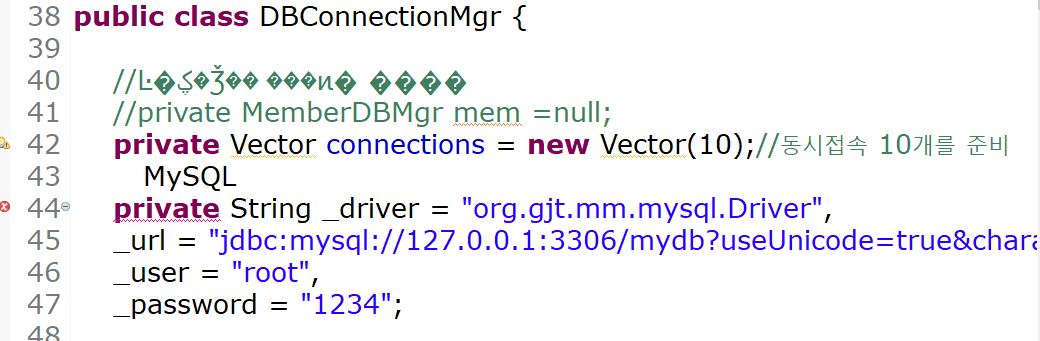 38 public class DBConnectionMgr {
39
40 //
41 //private MemberDBMgr mem =null;
42 private Vector connections = new Vector(10);//동시접속 10개를 준비
43 MySQL
44 private String _driver = "org.gjt.mm.mysql.Driver",
45 _url = "jdbc:mysql://127.0.0.1:3306/mydb?useUnicode=true&chara
46 _user = "root",
47 _password = "1234";
48